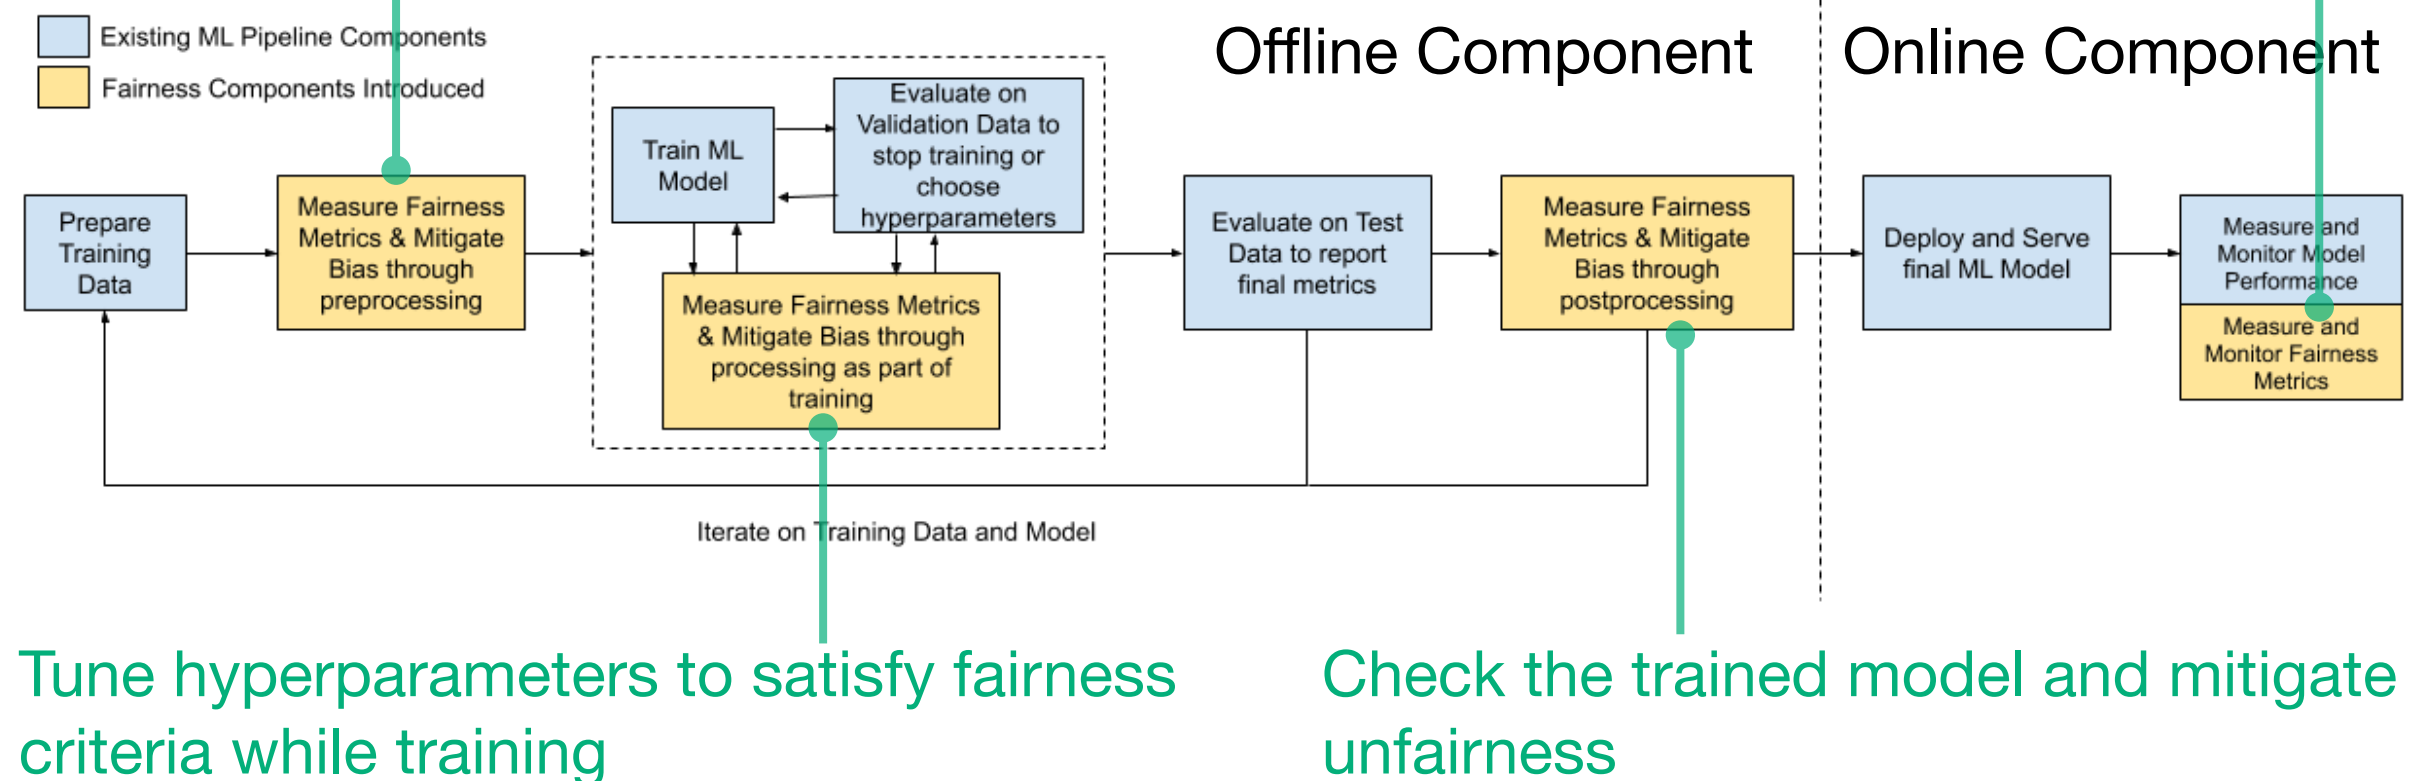 Existing ML Pipeline Components
Fairness Components Introduced
Offline Component
Online Component
Prepare
Training
Data
Measure Fairness
Metrics & Mitigate
Bias through
preprocessing
Train ML
Model
Evaluate on
Validation Data to
stop training or
choose
hyperparameters
Measure Fairness Metrics
& Mitigate Bias through
processing as part of
training
Evaluate on Test
Data to report
final metrics
Measure Fairness
Metrics & Mitigate
Bias through
postprocessing
Deploy and Serve
final ML Model
Measure and
Monitor Model
Performance
Measure and
Monitor Fairness
Metrics
Iterate on Training Data and Model
Tune hyperparameters to satisfy fairness
criteria while training
Check the trained model and mitigate
unfairness